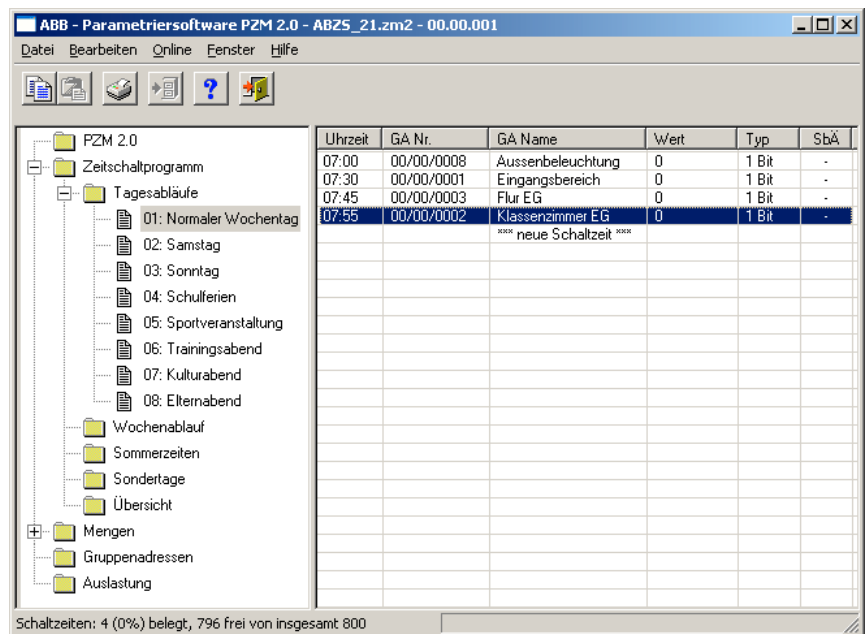 ABB - Parametriersoftware PZM 2.0 - ABZS_21.zm2 - 00.00.001
Datei Bearbeiten Online Fenster Hilfe
PZM 2.0
Zeitschaltprogramm
Tagesabläufe
01: Normaler Wochentag
02: Samstag
03: Sonntag
04: Schulferien
05: Sportveranstaltung
06: Trainingsabend
07: Kulturabend
08: Elternabend
Wochenablauf
Sommerzeiten
Sondertage
Übersicht
Mengen
Gruppenadressen
Auslastung
Uhrzeit GA Nr. GA Name Wert Typ SbÄ
07:00 00/00/0008 Aussenbeleuchtung 0 1 Bit -
07:30 00/00/0001 Eingangsbereich 0 1 Bit -
07:45 00/00/0003 Flur EG 0 1 Bit -
07:55 00/00/0002 Klassenzimmer EG 0 1 Bit -
*** neue Schaltzeit ***
Schaltzeiten: 4 (0%) belegt, 796 frei von insgesamt 800